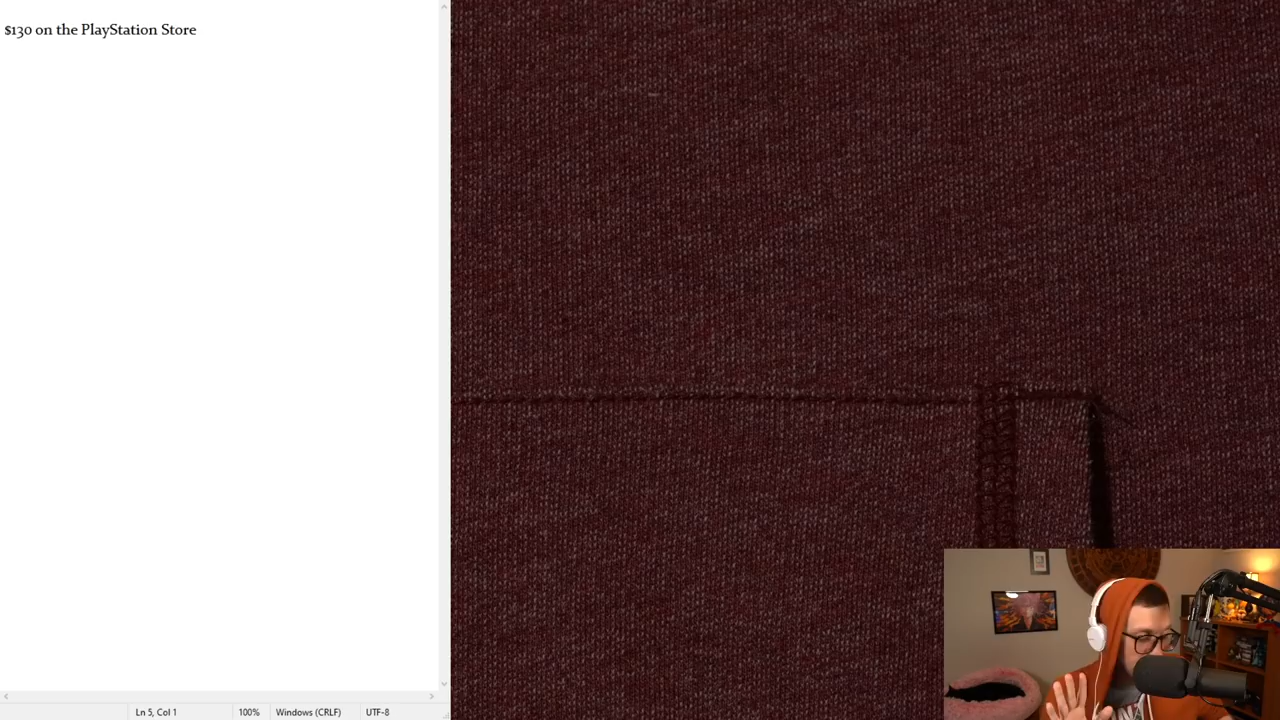 $130 on the PlayStation Store
Ln 5, Col 1
100%
Windows (CRLF)
UTF-8